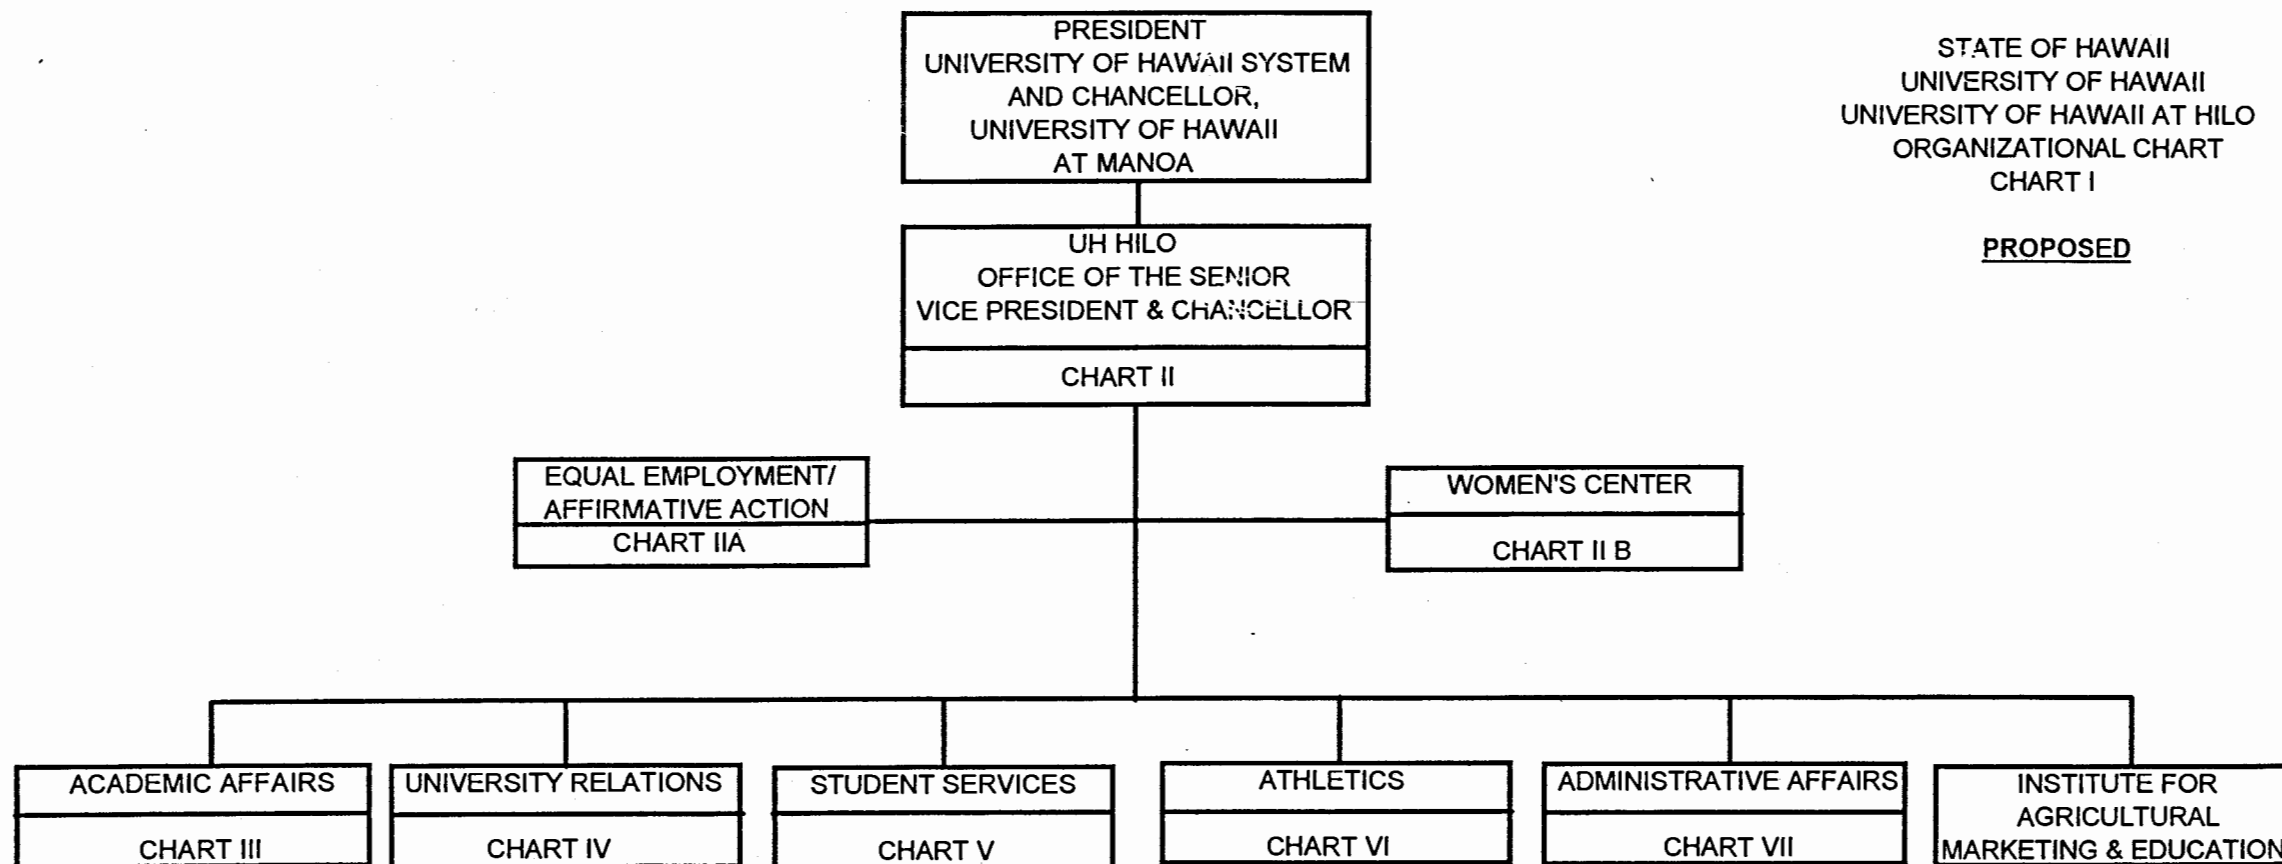 PRESIDENT
UNIVERSITY OF HAWAII SYSTEM
AND CHANCELLOR,
UNIVERSITY OF HAWAII
AT MANOA
STATE OF HAWAII
UNIVERSITY OF HAWAII
UNIVERSITY OF HAWAII AT HILO
ORGANIZATIONAL CHART
CHART I
PROPOSED
UH HILO
OFFICE OF THE SENIOR
VICE PRESIDENT & CHANCELLOR
CHART II
EQUAL EMPLOYMENT/
AFFIRMATIVE ACTION
CHART IIA
WOMEN'S CENTER
CHART II B
ACADEMIC AFFAIRS
CHART III
UNIVERSITY RELATIONS
CHART IV
STUDENT SERVICES
CHART V
ATHLETICS
CHART VI
ADMINISTRATIVE AFFAIRS
CHART VII
INSTITUTE FOR
AGRICULTURAL
MARKETING & EDUCATION